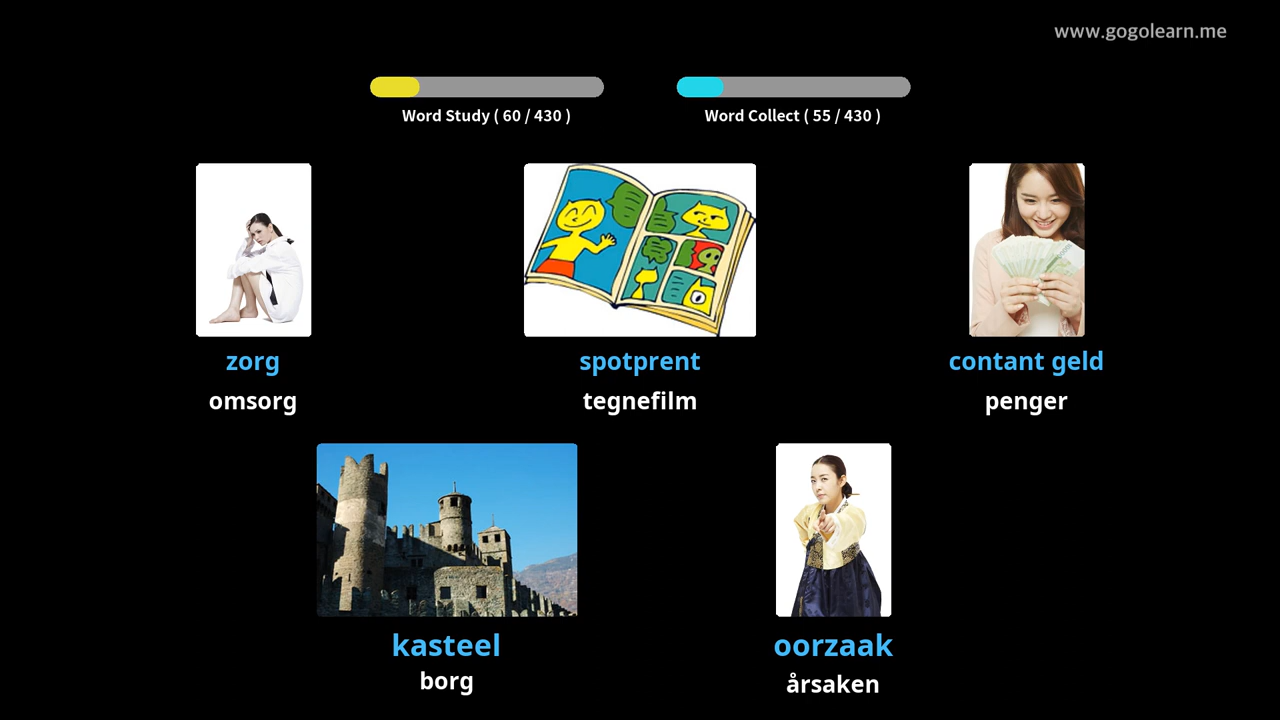 www.gogolearn.me
Word Study ( 60 / 430 )
Word Collect ( 55 / 430 )
zorg
omsorg
spotprent
tegnefilm
contant geld
penger
kasteel
borg
oorzaak
årsaken